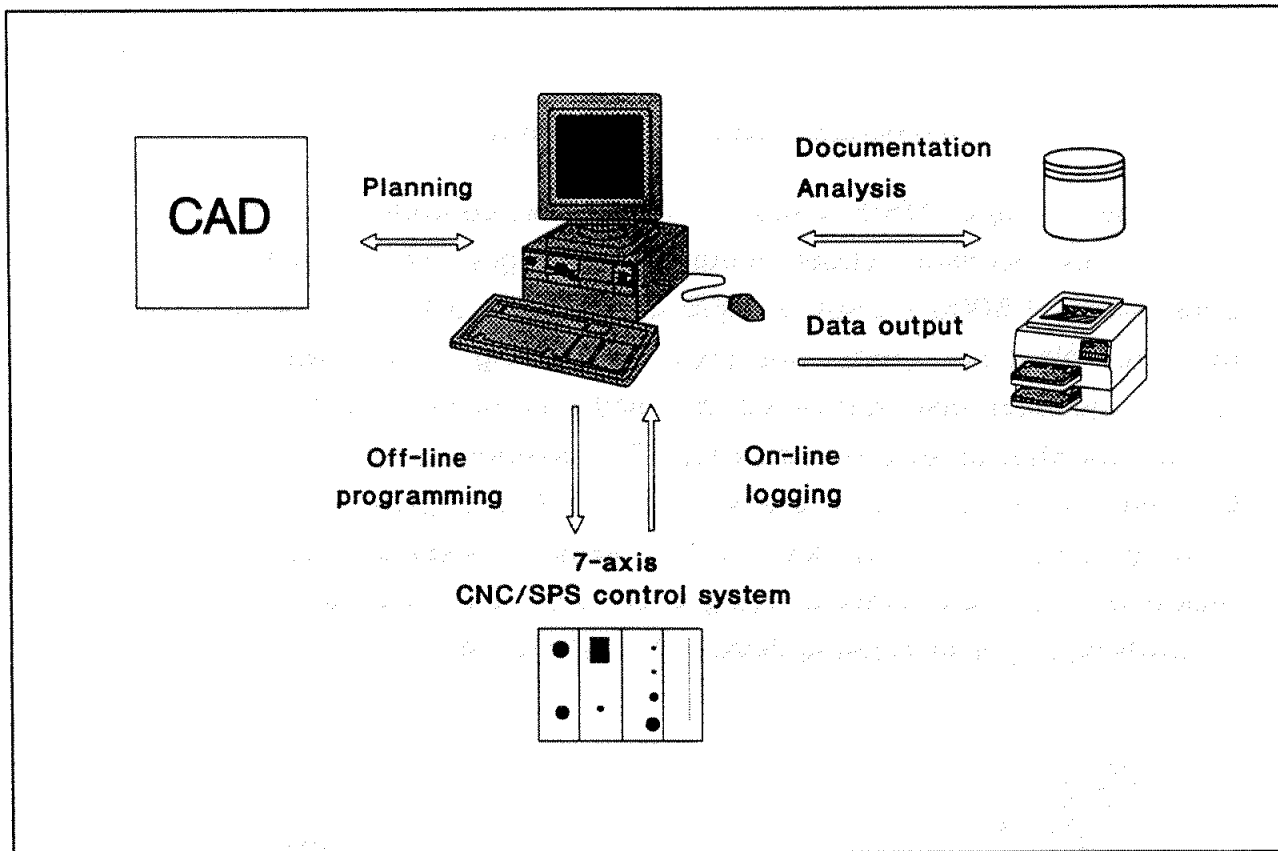 CAD
Planning
Documentation
Analysis
Data output
Off-line
programming
On-line
logging
7-axis
CNC/SPS control system